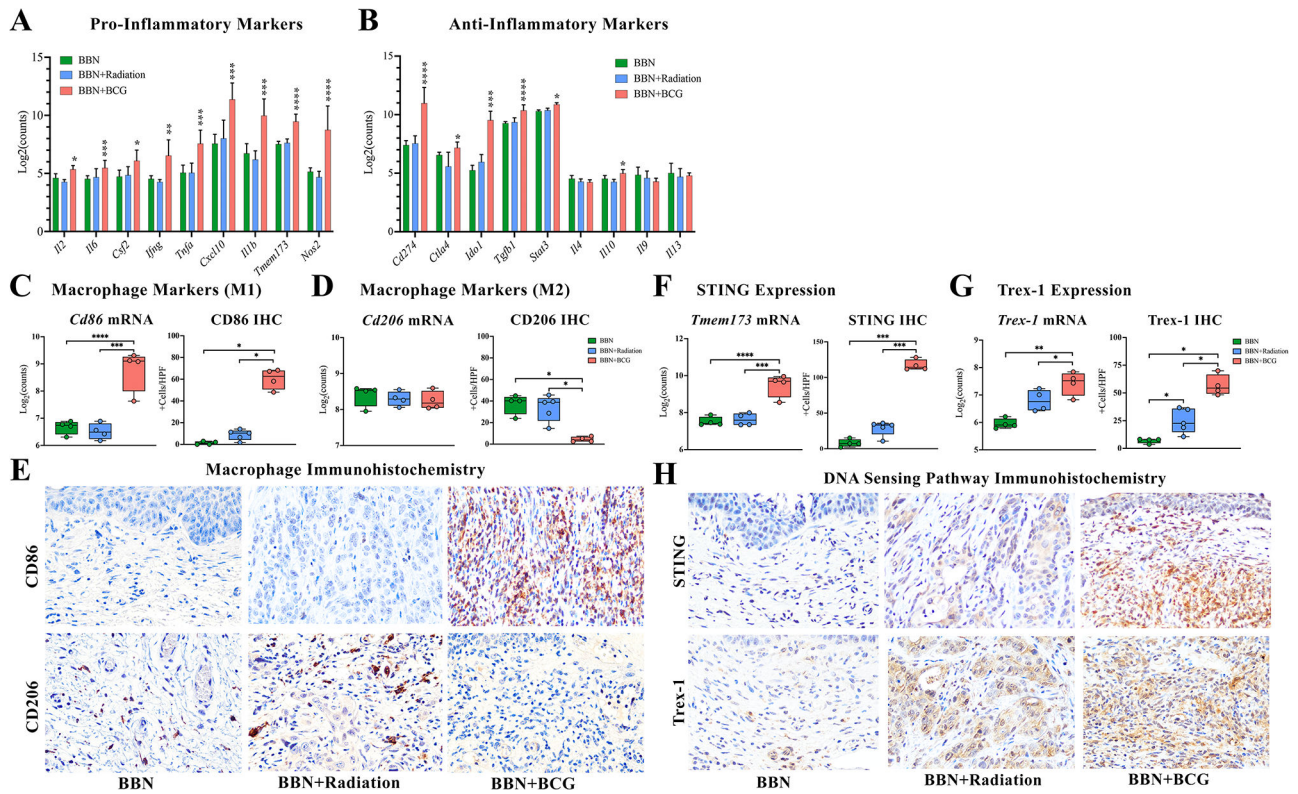 A Pro-Inflammatory Markers
BBN
BBN+Radiation
BBN+BCG
Log2(counts)
15
10
5
0
* *** * ** *** *** *** **** ****
Il2 Il6 Csf2 Ifng Tnfa Cxcl10 Il1b Tmem173 Nos2
B Anti-Inflammatory Markers
BBN
BBN+Radiation
BBN+BCG
Log2(counts)
15
10
5
0
**** * *** **** * *
Cd274 Ctla4 Ido1 Tgfb1 Stat3 Il4 Il10 Il9 Il13
C Macrophage Markers (M1)
Cd86 mRNA
Log2(counts)
10
9
8
7
6
****
***
CD86 IHC
+Cells/HPF
100
80
60
40
20
0
*
*
D Macrophage Markers (M2)
Cd206 mRNA
Log2(counts)
10
9
8
7
CD206 IHC
+Cells/HPF
100
80
60
40
20
0
*
*
BBN
BBN+Radiation
BBN+BCG
F STING Expression
Tmem173 mRNA
Log2(counts)
12
10
8
6
****
***
STING IHC
+Cells/HPF
150
100
50
0
***
***
G Trex-1 Expression
Trex-1 mRNA
Log2(counts)
9
8
7
6
5
**
*
Trex-1 IHC
+Cells/HPF
100
75
50
25
0
*
*
*
BBN
BBN+Radiation
BBN+BCG
E Macrophage Immunohistochemistry
CD86
CD206
BBN BBN+Radiation BBN+BCG
H DNA Sensing Pathway Immunohistochemistry
STING
Trex-1
BBN BBN+Radiation BBN+BCG